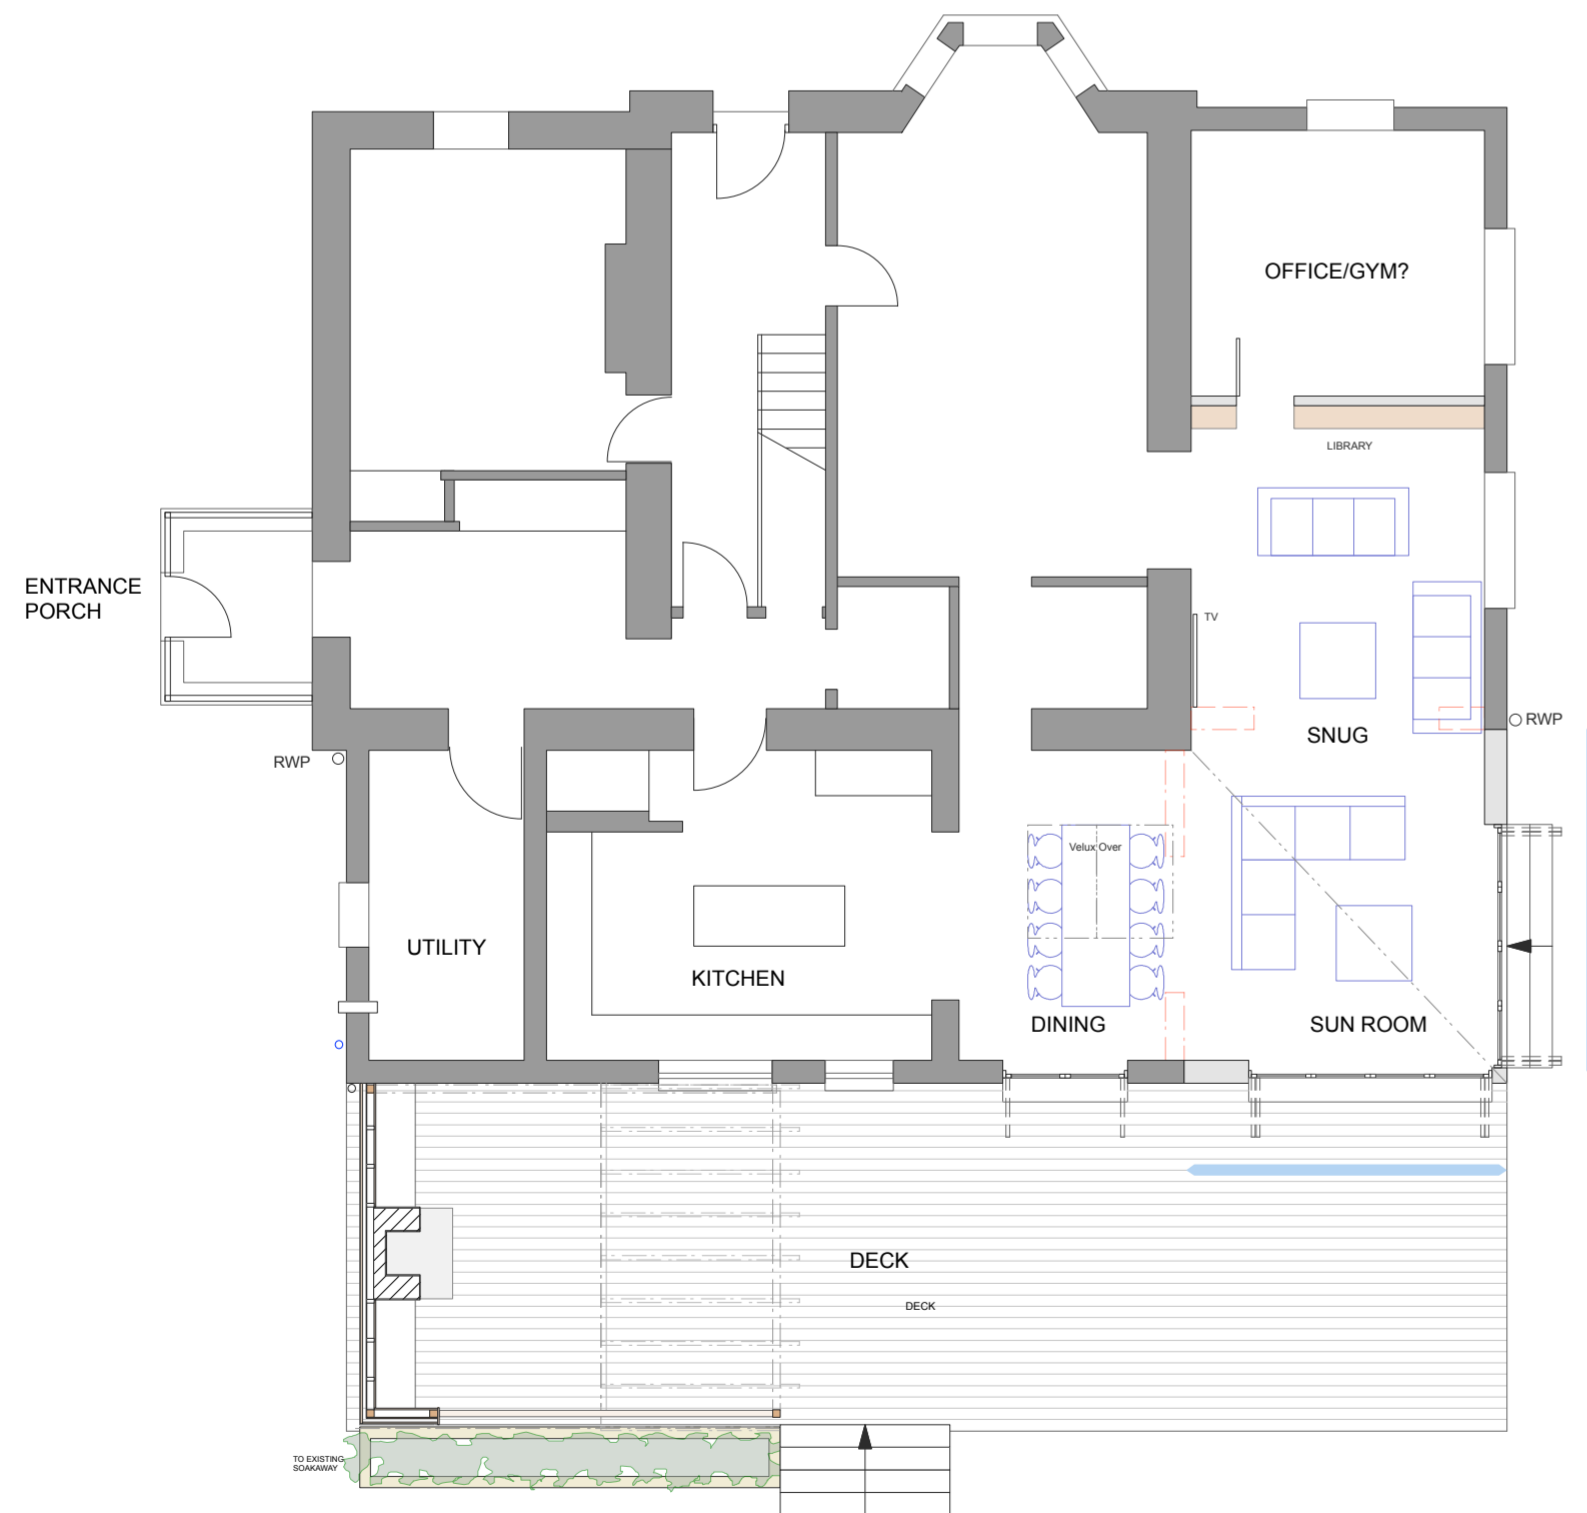 OFFICE/GYM?
LIBRARY
ENTRANCE
PORCH
TV
SNUG
RWP
RWP
Velux Over
UTILITY
KITCHEN
DINING
SUN ROOM
DECK
DECK
TO EXISTING
SOAKAWAY